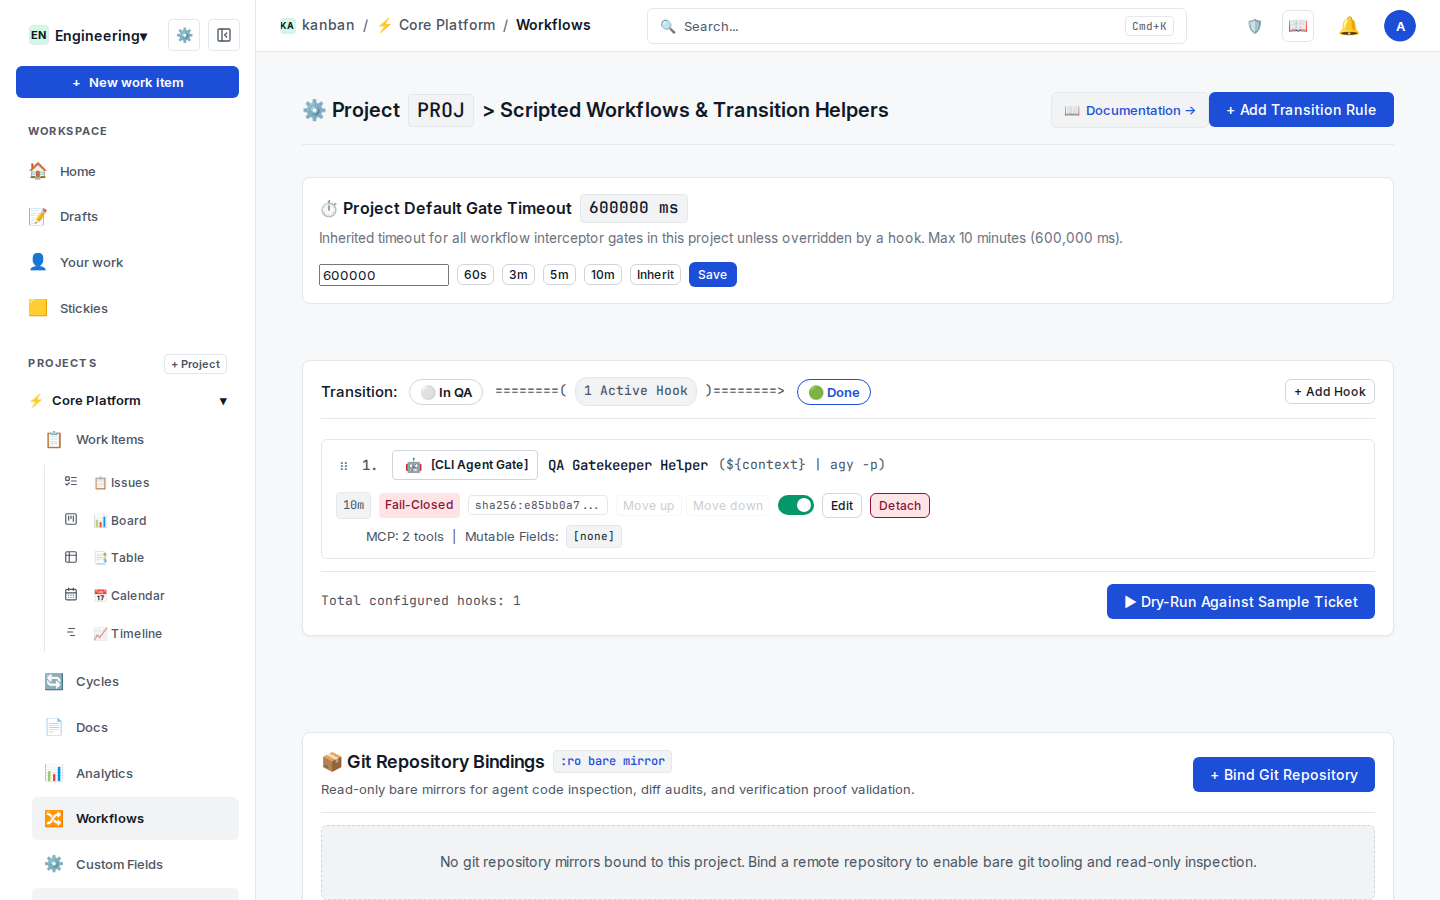 EN Engineering▾
+ New work item
WORKSPACE
Home
Drafts
Your work
Stickies
PROJECTS
+ Project
Core Platform ▾
Work Items
Issues
Board
Table
Calendar
Timeline
Cycles
Docs
Analytics
Workflows
Custom Fields
KA kanban / ⚡ Core Platform / Workflows
Search...
Cmd+K
A
Project PROJ > Scripted Workflows & Transition Helpers
Documentation →
+ Add Transition Rule
Project Default Gate Timeout 600000 ms
Inherited timeout for all workflow interceptor gates in this project unless overridden by a hook. Max 10 minutes (600,000 ms).
600000 60s 3m 5m 10m Inherit Save
Transition: In QA ========( 1 Active Hook )========> Done
+ Add Hook
1. [CLI Agent Gate] QA Gatekeeper Helper (${context} | agy -p)
10m Fail-Closed sha256:e85bb0a7... Move up Move down Edit Detach
MCP: 2 tools | Mutable Fields: [none]
Total configured hooks: 1
▶ Dry-Run Against Sample Ticket
Git Repository Bindings :ro bare mirror
Read-only bare mirrors for agent code inspection, diff audits, and verification proof validation.
+ Bind Git Repository
No git repository mirrors bound to this project. Bind a remote repository to enable bare git tooling and read-only inspection.